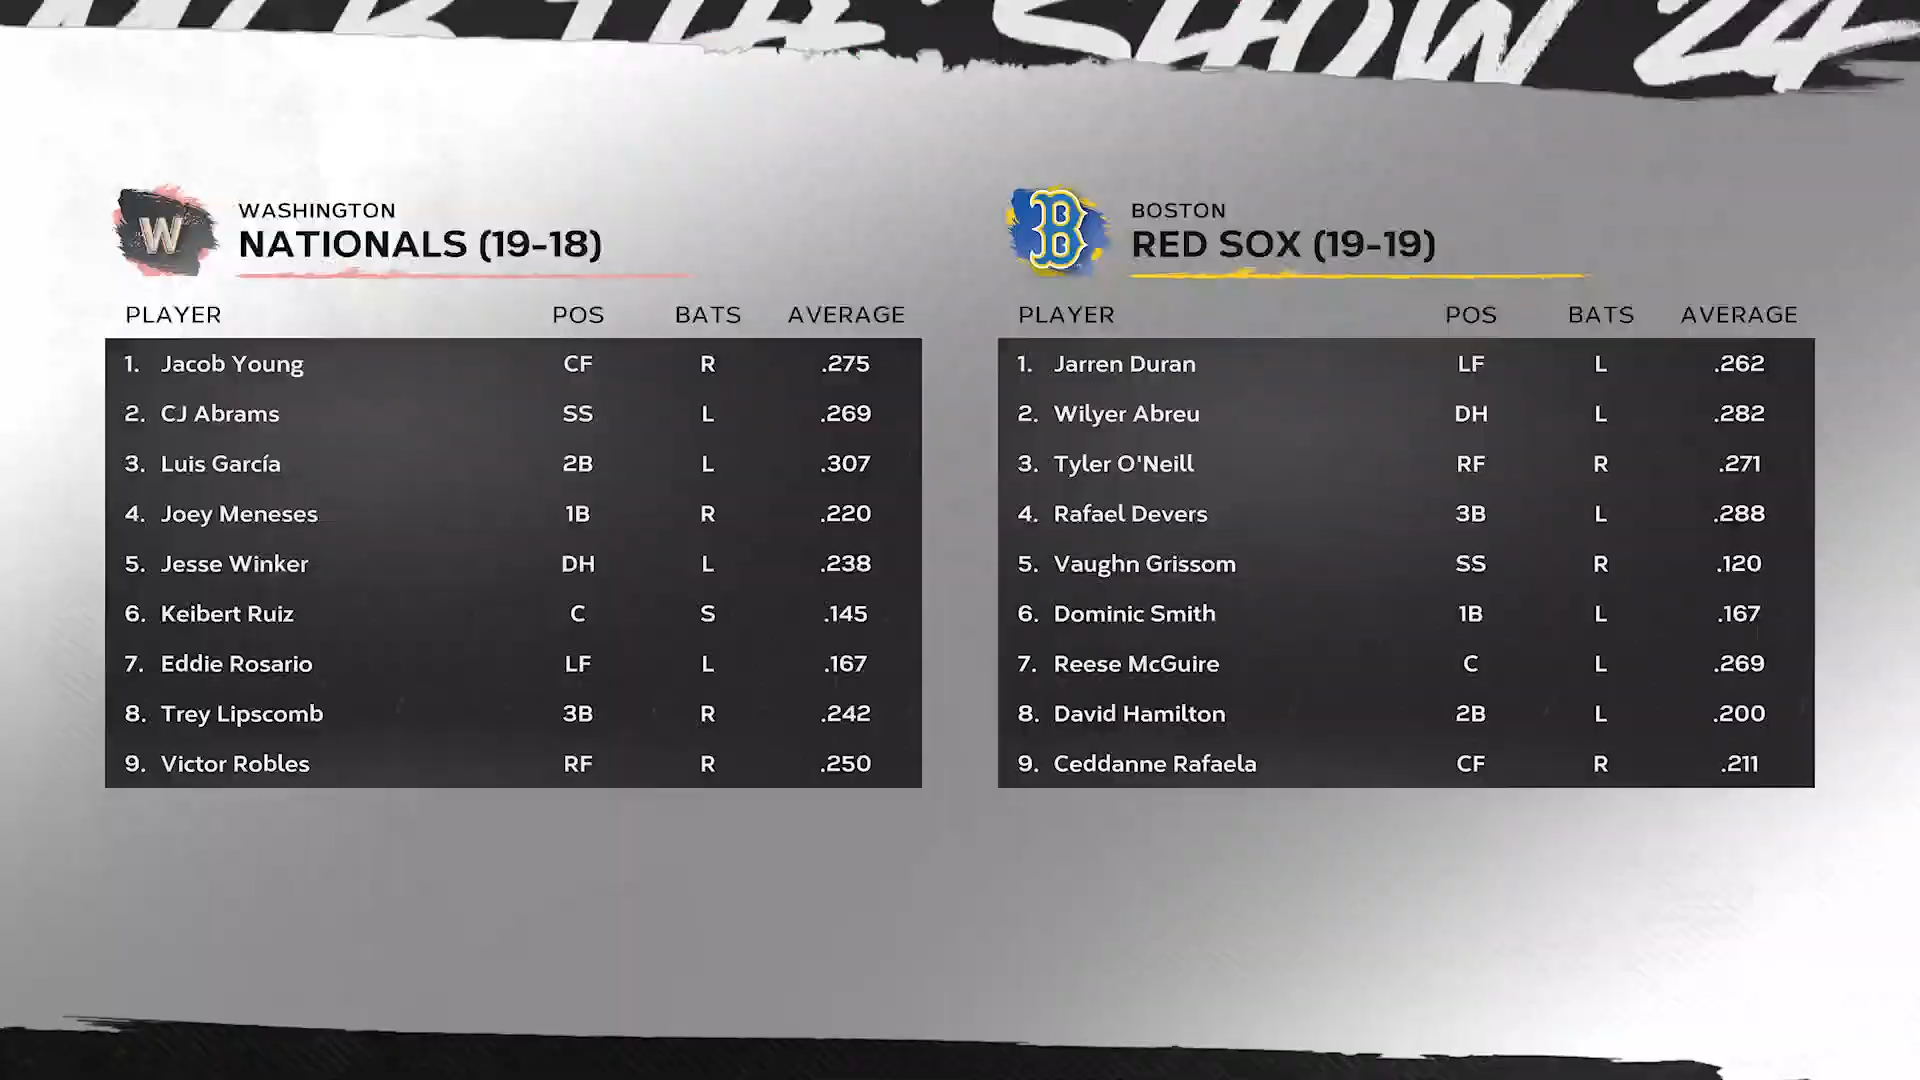 MLB THE SHOW 24
W
WASHINGTON
NATIONALS (19-18)
PLAYER POS BATS AVERAGE
1. Jacob Young CF R .275
2. CJ Abrams SS L .269
3. Luis García 2B L .307
4. Joey Meneses 1B R .220
5. Jesse Winker DH L .238
6. Keibert Ruiz C S .145
7. Eddie Rosario LF L .167
8. Trey Lipscomb 3B R .242
9. Victor Robles RF R .250
B
BOSTON
RED SOX (19-19)
PLAYER POS BATS AVERAGE
1. Jarren Duran LF L .262
2. Wilyer Abreu DH L .282
3. Tyler O'Neill RF R .271
4. Rafael Devers 3B L .288
5. Vaughn Grissom SS R .120
6. Dominic Smith 1B L .167
7. Reese McGuire C L .269
8. David Hamilton 2B L .200
9. Ceddanne Rafaela CF R .211